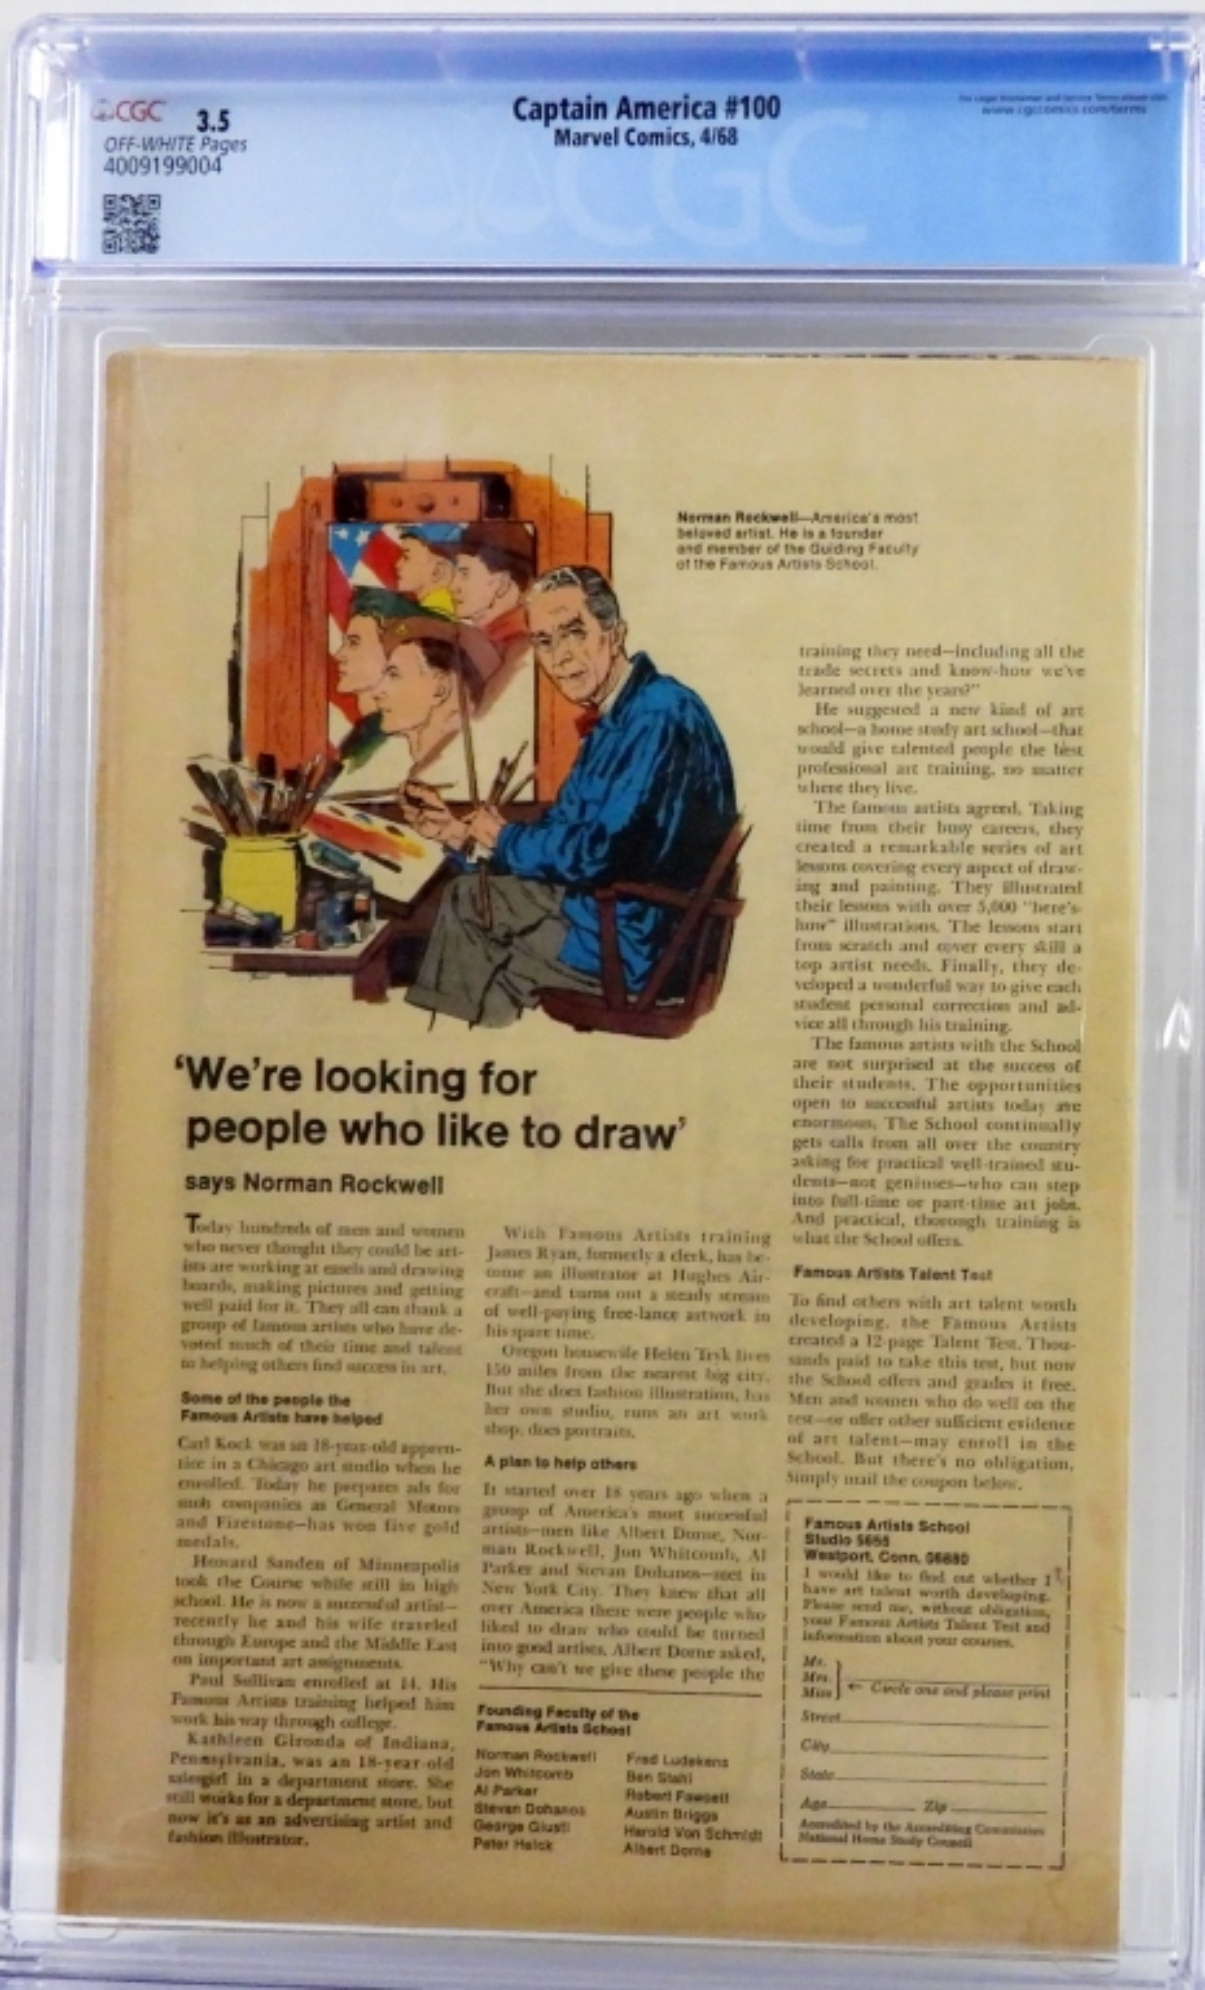 CGC 3.5
OFF-WHITE Pages
4009199004
Captain America #100
Marvel Comics, 4/68
www.cgccomics.com/terms
CGC
Norman Rockwell—America's most
beloved artist. He is a founder
and member of the Guiding Faculty
of the Famous Artists School.
'We're looking for
people who like to draw'
says Norman Rockwell
Today hundreds of men and women
who never thought they could be art-
ists are working at easels and drawing
boards, making pictures and getting
well paid for it. They all can thank a
group of famous artists who have de-
voted much of their time and talent
to helping others find success in art.
Some of the people the
Famous Artists have helped
Carl Kock was an 18-year-old appren-
tice in a Chicago art studio when he
enrolled. Today he prepares ads for
such companies as General Motors
and Firestone—has won five gold
medals.
Howard Sanden of Minneapolis
took the Course while still in high
school. He is now a successful artist—
recently he and his wife traveled
through Europe and the Middle East
on important art assignments.
Paul Sullivan enrolled at 14. His
Famous Artists training helped him
work his way through college.
Kathleen Gironda of Indiana,
Pennsylvania, was an 18-year-old
salesgirl in a department store. She
still works for a department store, but
now it's as an advertising artist and
fashion illustrator.
With Famous Artists training
James Ryan, formerly a clerk, has be-
come an illustrator at Hughes Air-
craft—and turns out a steady stream
of well-paying free-lance artwork in
his spare time.
Oregon housewife Helen Tryk lives
150 miles from the nearest big city.
But she does fashion illustration, has
her own studio, runs an art work
shop, does portraits.
A plan to help others
It started over 18 years ago when a
group of America's most successful
artists—men like Albert Dorne, Nor-
man Rockwell, Jon Whitcomb, Al
Parker and Stevan Dohanos—met in
New York City. They knew that all
over America there were people who
liked to draw who could be turned
into good artists. Albert Dorne asked,
"Why can't we give these people the
training they need—including all the
trade secrets and know-how we've
learned over the years?"
He suggested a new kind of art
school—a home study art school—that
would give talented people the best
professional art training, no matter
where they live.
The famous artists agreed. Taking
time from their busy careers, they
created a remarkable series of art
lessons covering every aspect of draw-
ing and painting. They illustrated
their lessons with over 5,000 "here's-
how" illustrations. The lessons start
from scratch and cover every skill a
top artist needs. Finally, they de-
veloped a wonderful way to give each
student personal correction and ad-
vice all through his training.
The famous artists with the School
are not surprised at the success of
their students. The opportunities
open to successful artists today are
enormous. The School continually
gets calls from all over the country
asking for practical well-trained stu-
dents—not geniuses—who can step
into full-time or part-time art jobs.
And practical, thorough training is
what the School offers.
Famous Artists Talent Test
To find others with art talent worth
developing, the Famous Artists
created a 12-page Talent Test. Thou-
sands paid to take this test, but now
the School offers and grades it free.
Men and women who do well on the
test—or offer other sufficient evidence
of art talent—may enroll in the
School. But there's no obligation.
Simply mail the coupon below.
Founding Faculty of the
Famous Artists School
Norman Rockwell
Jon Whitcomb
Al Parker
Stevan Dohanos
George Giusti
Peter Helck
Fred Ludekens
Ben Stahl
Robert Fawcett
Austin Briggs
Harold Von Schmidt
Albert Dorne
Famous Artists School
Studio
Westport, Conn. 06880
I would like to find out whether I
have art talent worth developing.
Please send me, without obligation,
your Famous Artists Talent Test and
information about your courses.
Mr.
Mrs.
Miss
← Circle one and please print
Street
City
State
Age Zip
Accredited by the Accrediting Commission
National Home Study Council